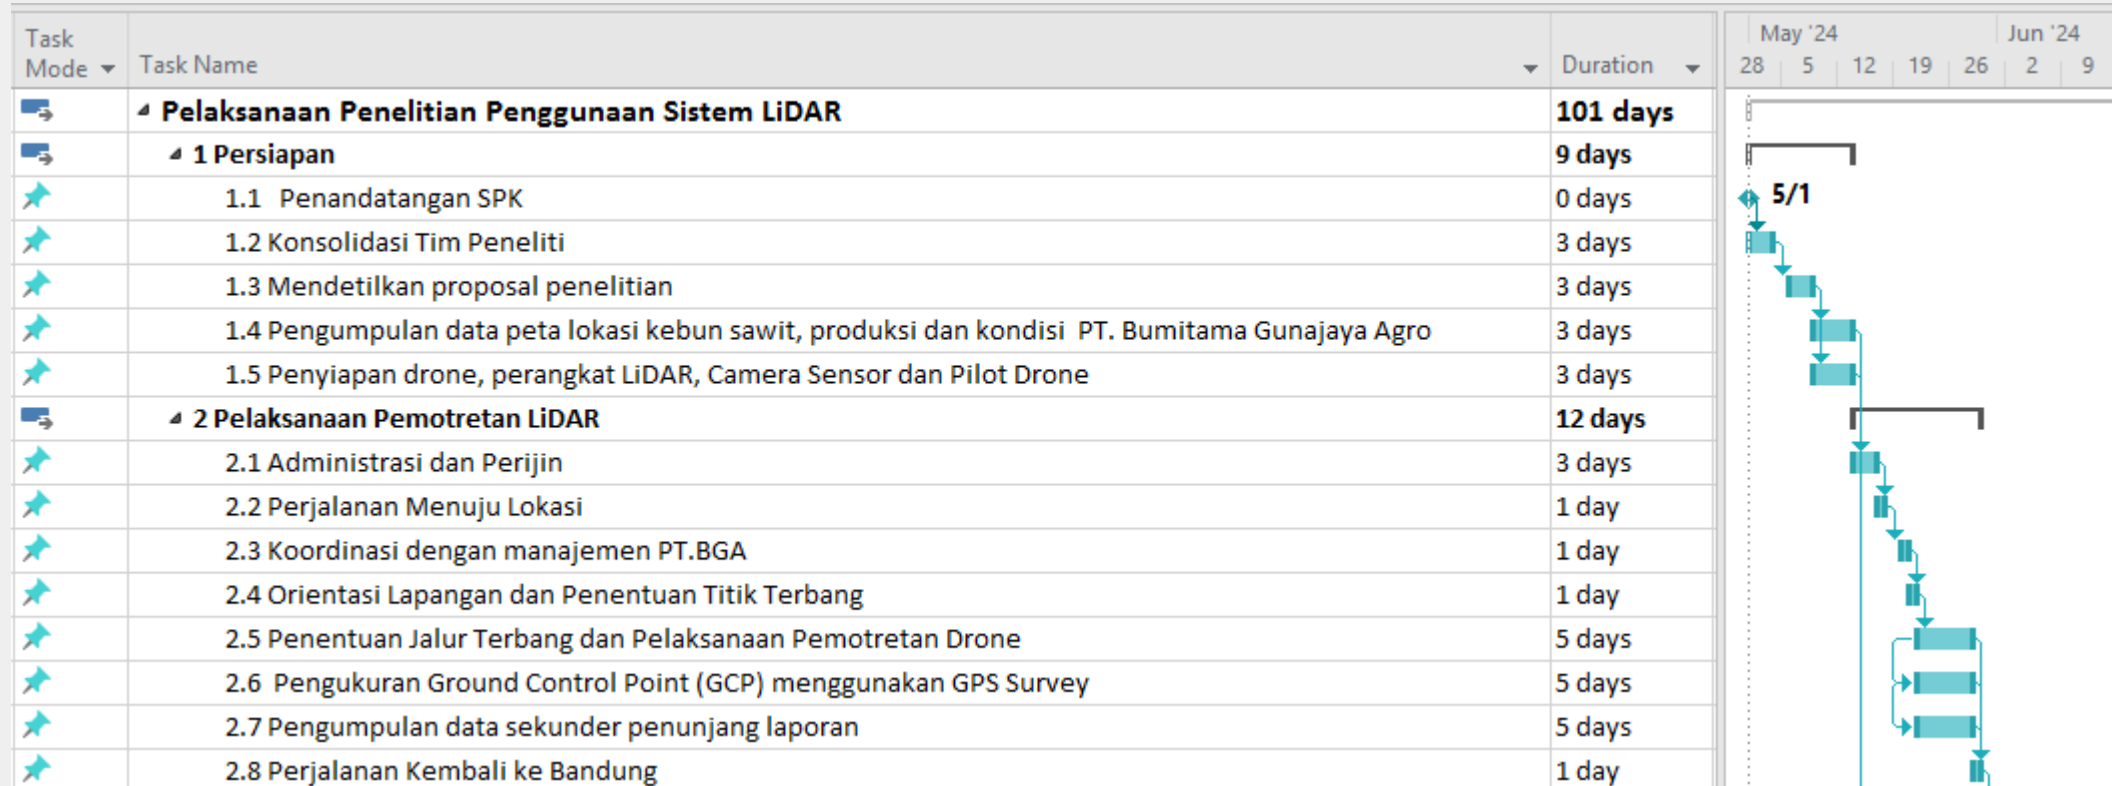 Task Mode Task Name Duration May '24 Jun '24
28 5 12 19 26 2 9
Pelaksanaan Penelitian Penggunaan Sistem LiDAR 101 days
1 Persiapan 9 days
1.1 Penandatangan SPK 0 days 5/1
1.2 Konsolidasi Tim Peneliti 3 days
1.3 Mendetilkan proposal penelitian 3 days
1.4 Pengumpulan data peta lokasi kebun sawit, produksi dan kondisi PT. Bumitama Gunajaya Agro 3 days
1.5 Penyiapan drone, perangkat LiDAR, Camera Sensor dan Pilot Drone 3 days
2 Pelaksanaan Pemotretan LiDAR 12 days
2.1 Administrasi dan Perijin 3 days
2.2 Perjalanan Menuju Lokasi 1 day
2.3 Koordinasi dengan manajemen PT.BGA 1 day
2.4 Orientasi Lapangan dan Penentuan Titik Terbang 1 day
2.5 Penentuan Jalur Terbang dan Pelaksanaan Pemotretan Drone 5 days
2.6 Pengukuran Ground Control Point (GCP) menggunakan GPS Survey 5 days
2.7 Pengumpulan data sekunder penunjang laporan 5 days
2.8 Perjalanan Kembali ke Bandung 1 day